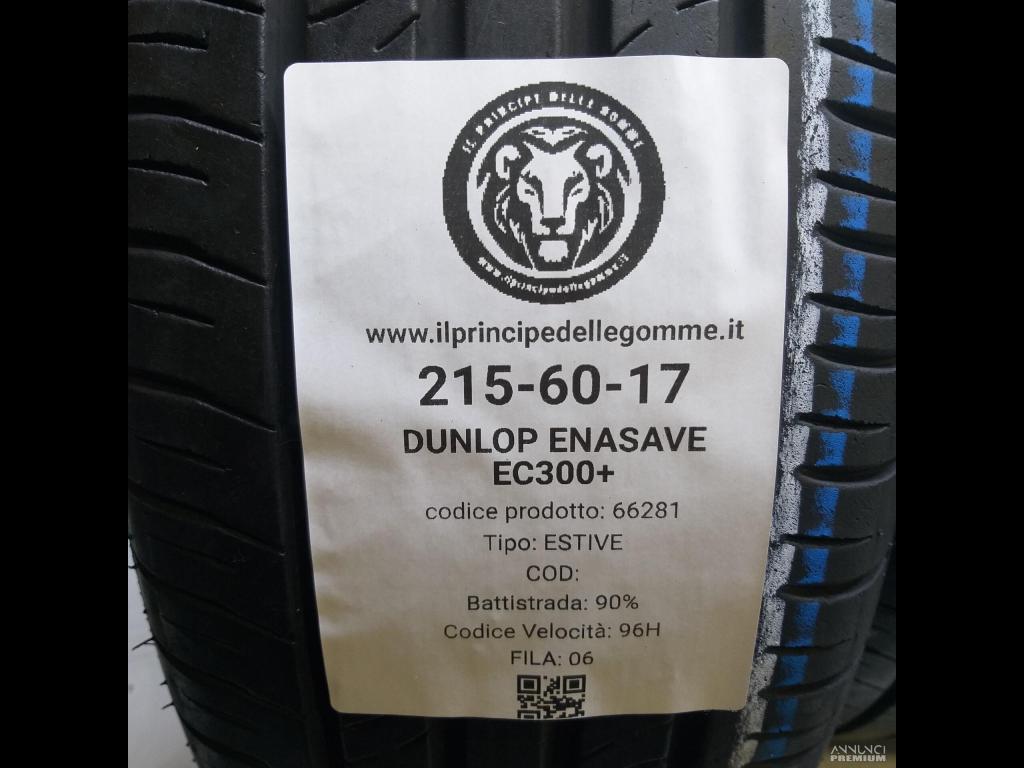 IL PRINCIPE DELLE GOMME
www.ilprincipedellegomme.it
www.ilprincipedellegomme.it
215-60-17
DUNLOP ENASAVE
EC300+
codice prodotto: 66281
Tipo: ESTIVE
COD:
Battistrada: 90%
Codice Velocità: 96H
FILA: 06
ANNUNCI
PREMIUM